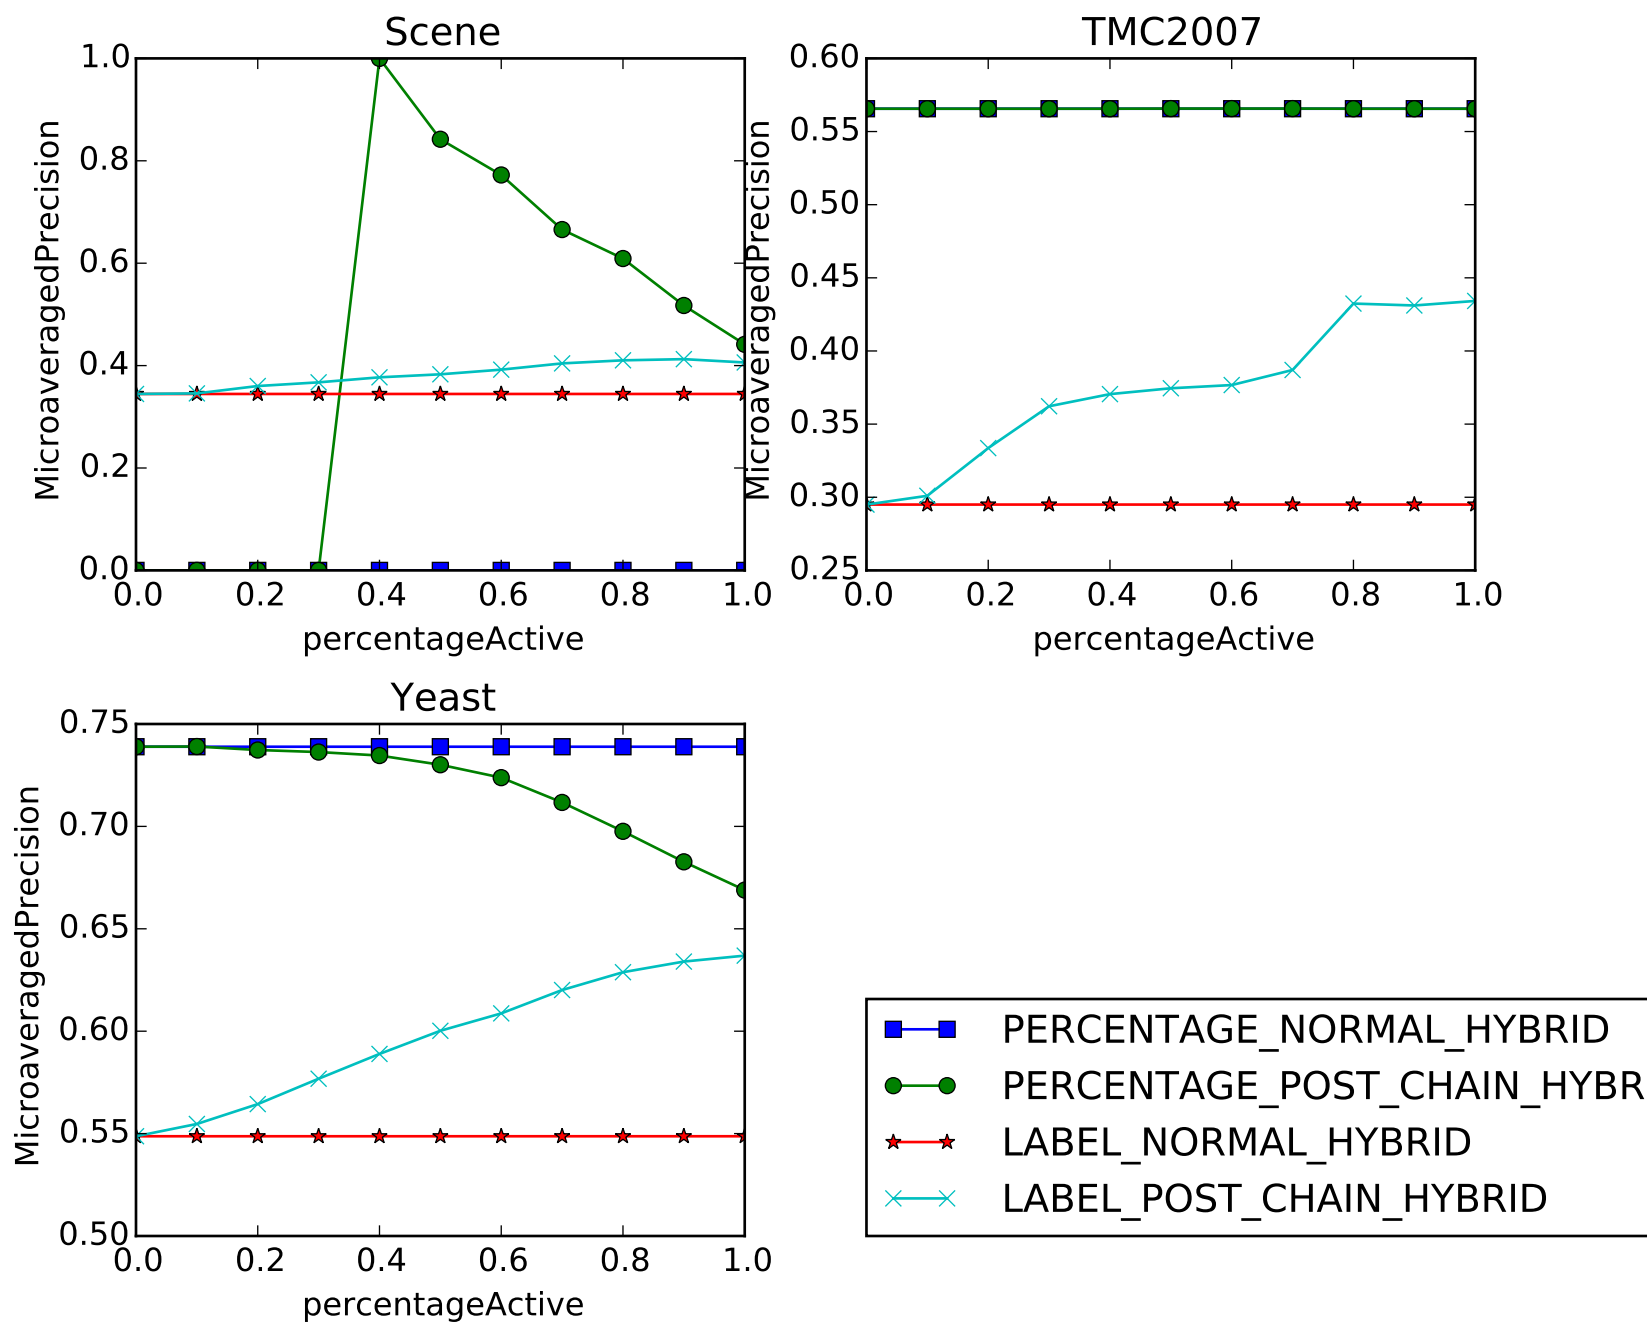 Scene
MicroaveragedPrecision
1.0
0.8
0.6
0.4
0.2
0.0
0.0 0.2 0.4 0.6 0.8 1.0
percentageActive
TMC2007
MicroaveragedPrecision
0.60
0.55
0.50
0.45
0.40
0.35
0.30
0.25
0.0 0.2 0.4 0.6 0.8 1.0
percentageActive
Yeast
MicroaveragedPrecision
0.75
0.70
0.65
0.60
0.55
0.50
0.0 0.2 0.4 0.6 0.8 1.0
percentageActive
PERCENTAGE_NORMAL_HYBRID
PERCENTAGE_POST_CHAIN_HYBR
LABEL_NORMAL_HYBRID
LABEL_POST_CHAIN_HYBRID